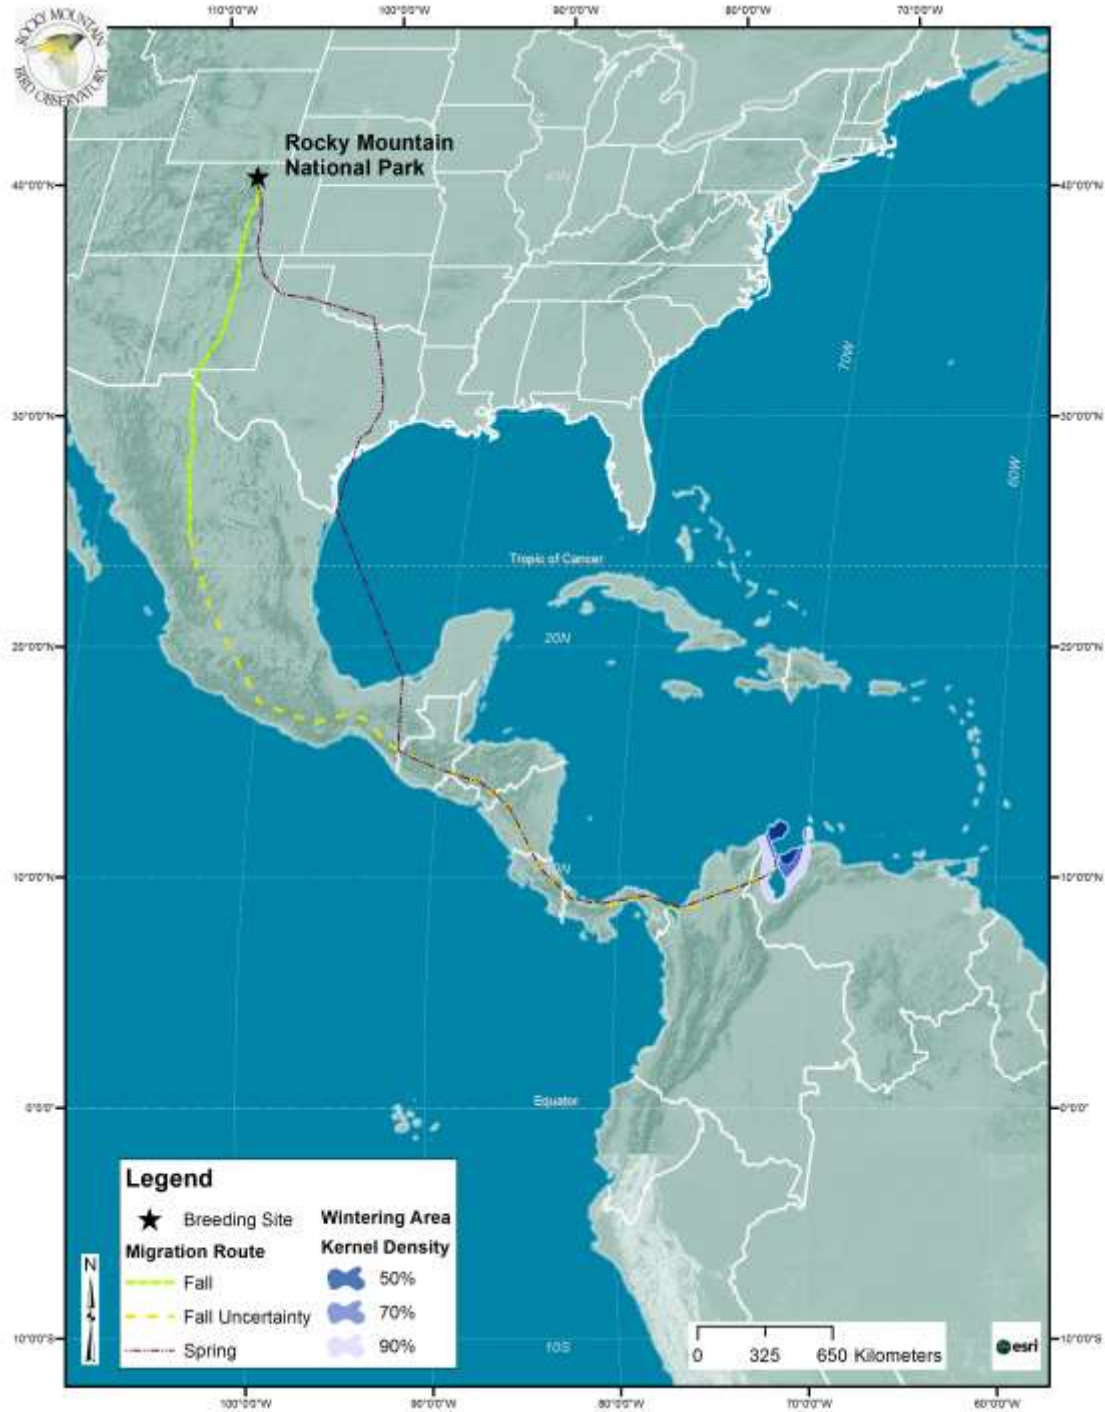 ROCKY MOUNTAIN
BIRD OBSERVATORY
110°0'0"W 100°0'0"W 90°0'0"W 80°0'0"W 70°0'0"W
Rocky Mountain
National Park
40°0'0"N 40N 40°0'0"N
70W
30°0'0"N 30°0'0"N
60W
Tropic of Cancer
20N
20°0'0"N 20°0'0"N
10°0'0"N 10°0'0"N
Equator
0°0'0" 0°0'0"
Legend
Breeding Site
Migration Route
Fall
Fall Uncertainty
Spring
Wintering Area
Kernel Density
50%
70%
90%
N
10°0'0"S 10S 10°0'0"S
0 325 650 Kilometers
esri
100°0'0"W 90°0'0"W 80°0'0"W 70°0'0"W 60°0'0"W